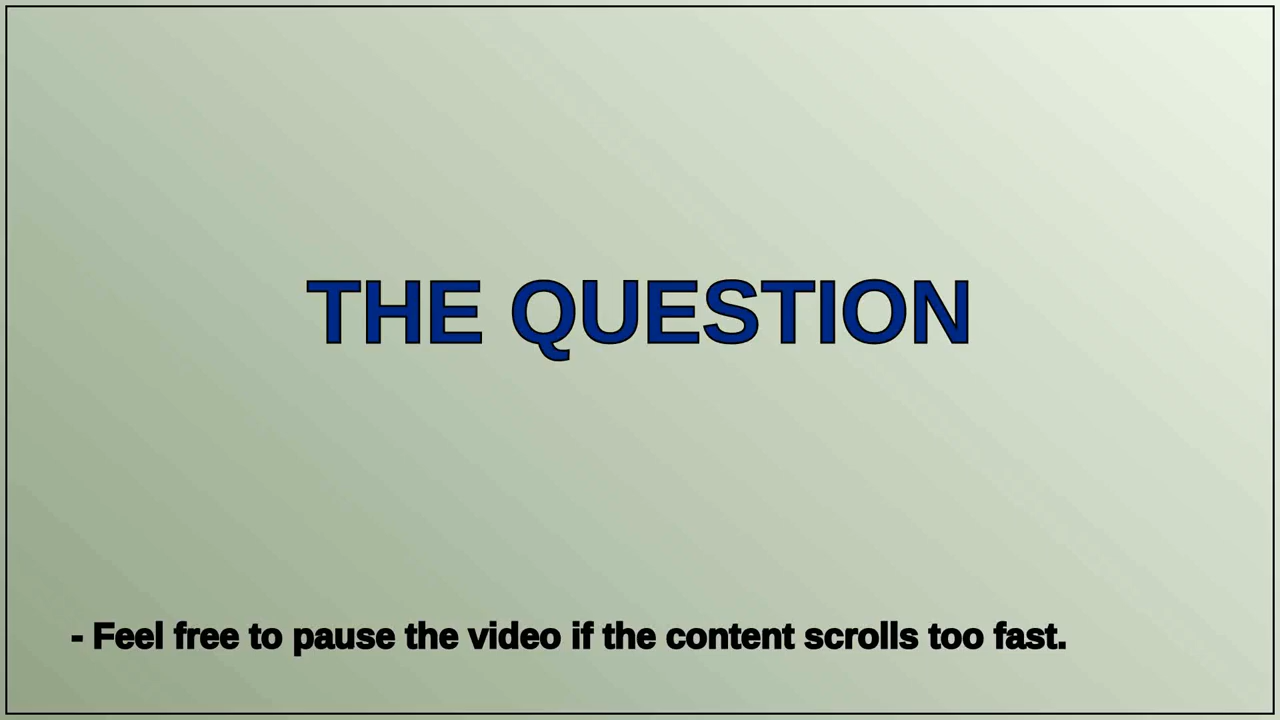 THE QUESTION
- Feel free to pause the video if the content scrolls too fast.